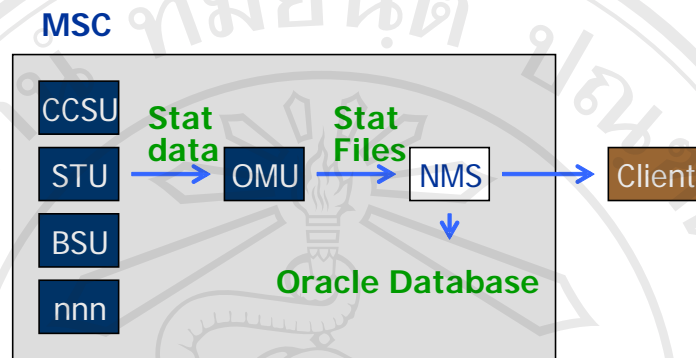 MSC
CCSU
Stat
data
Stat
Files
STU
OMU
NMS
Client
BSU
Oracle Database
nnn